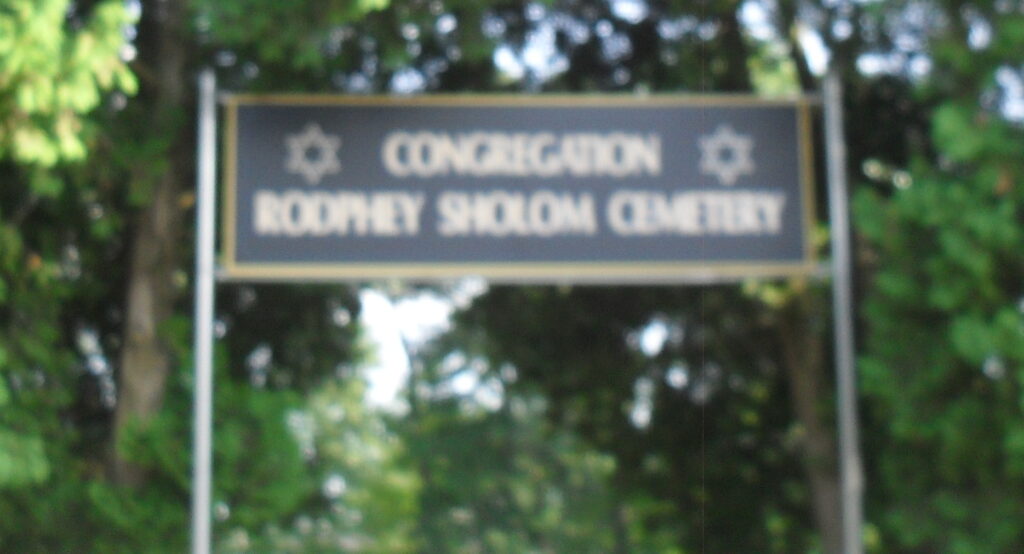 CONGREGATION
RODPHEY SHOLOM CEMETERY